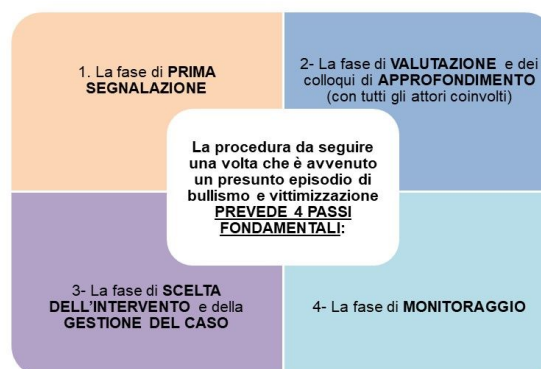 1. La fase di PRIMA
SEGNALAZIONE
2- La fase di VALUTAZIONE e dei
colloqui di APPROFONDIMENTO
(con tutti gli attori coinvolti)
La procedura da seguire
una volta che è avvenuto
un presunto episodio di
bullismo e vittimizzazione
PREVEDE 4 PASSI
FONDAMENTALI:
3- La fase di SCELTA
DELL'INTERVENTO e della
GESTIONE DEL CASO
4- La fase di MONITORAGGIO